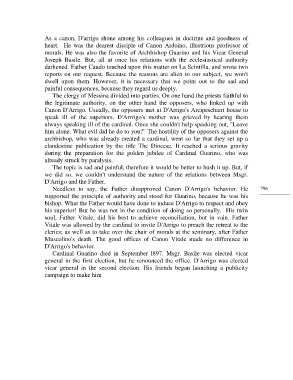 As a canon, D'arrigo shone among his colleagues in doctrine and goodness of
heart. He was the dearest disciple of Canon Ardoino, illustrious professor of
morals. He was also the favorite of Archbishop Guarino and his Vicar General
Joseph Basile. But, all at once his relations with the ecclesiastical authority
darkened. Father Caudo touched upon this matter on La Scintilla, and wrote two
reports on our request. Because the reasons are alien to our subject, we won't
dwell upon them. However, it is necessary that we point out to the sad and
painful consequences, because they regard us deeply.
The clergy of Messina divided into parties. On one hand the priests faithful to
the legitimate authority, on the other hand the opposers, who linked up with
Canon D'Arrigo. Usually, the opposers met at D'Arrigo's Arcipeschieri house to
speak ill of the superiors. D'Arrigo's mother was grieved by hearing them
always speaking ill of the cardinal. Once she couldn't help speaking out, "Leave
him alone. What evil did he do to you?" The hostility of the opposers against the
archbishop, who was already created a cardinal, went so far that they set up a
clandestine publication the title The Diocese. It reached a serious gravity
during the preparation for the golden jubilee of Cardinal Guarino, who was
already struck by paralysis.
The topic is sad and painful, therefore it would be better to hush it up. But, if
we did so, we couldn't understand the nature of the relations between Msgr.
D'Arrigo and the Father.
Needless to say, the Father disapproved Canon D'Arrigo's behavior. He
supported the principle of authority and stood for Guarino, because he was his
bishop. What the Father would have done to induce D'Arrigo to respect and obey
his superior! But he was not in the condition of doing so personally. His twin
soul, Father Vitale, did his best to achieve reconciliation, but in vain. Father
Vitale was allowed by the cardinal to invite D'Arrigo to preach the retreat to the
clerics; as well as to take over the chair of morals at the seminary, after Father
Muscolino's death. The good offices of Canon Vitale made no difference in
D'Arrigo's behavior.
Cardinal Guarino died in September 1897. Msgr. Basile was elected vicar
general in the first election, but he renounced the office. D'Arrigo was elected
vicar general in the second election. His friends began launching a publicity
campaign to make him
796